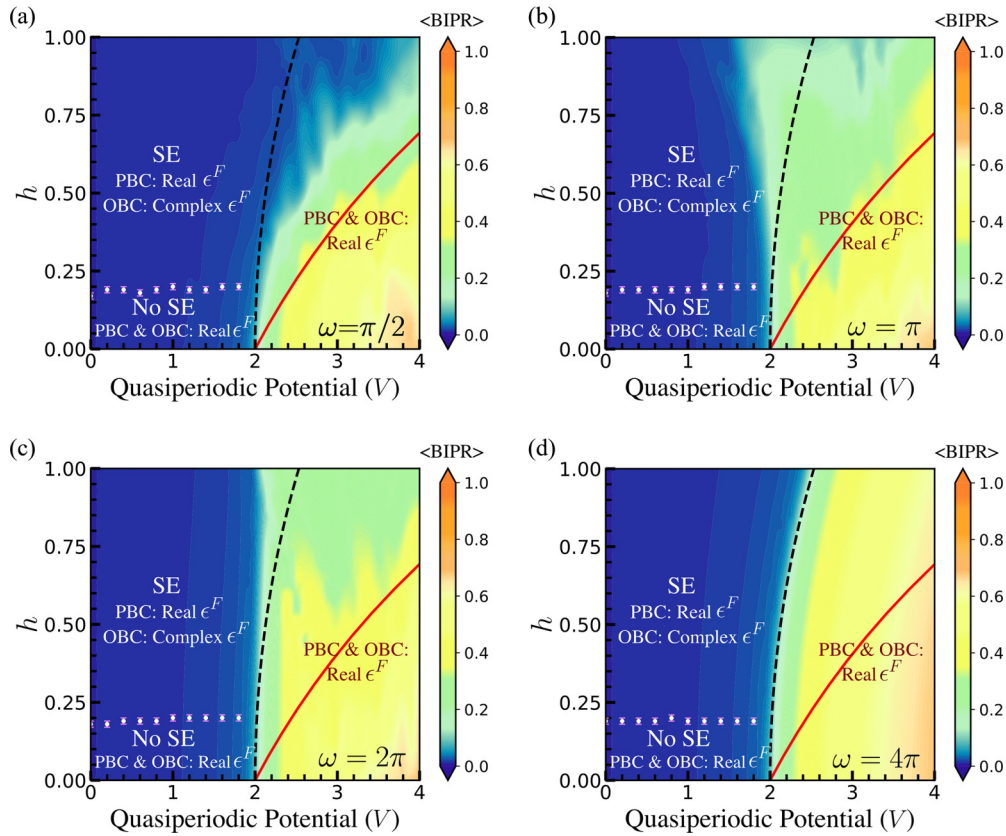 (a)
<BIPR>
h
1.00
0.75
0.50
0.25
0.00
SE
PBC: Real ϵ^F
OBC: Complex ϵ^F
No SE
PBC & OBC: Real ϵ^F
PBC & OBC:
Real ϵ^F
ω=π/2
0 1 2 3 4
Quasiperiodic Potential (V)
1.0
0.8
0.6
0.4
0.2
0.0
(b)
<BIPR>
h
1.00
0.75
0.50
0.25
0.00
SE
PBC: Real ϵ^F
OBC: Complex ϵ^F
No SE
PBC & OBC: Real ϵ^F
PBC & OBC:
Real ϵ^F
ω = π
0 1 2 3 4
Quasiperiodic Potential (V)
1.0
0.8
0.6
0.4
0.2
0.0
(c)
<BIPR>
h
1.00
0.75
0.50
0.25
0.00
SE
PBC: Real ϵ^F
OBC: Complex ϵ^F
No SE
PBC & OBC: Real ϵ^F
PBC & OBC:
Real ϵ^F
ω = 2π
0 1 2 3 4
Quasiperiodic Potential (V)
1.0
0.8
0.6
0.4
0.2
0.0
(d)
<BIPR>
h
1.00
0.75
0.50
0.25
0.00
SE
PBC: Real ϵ^F
OBC: Complex ϵ^F
No SE
PBC & OBC: Real ϵ^F
PBC & OBC:
Real ϵ^F
ω = 4π
0 1 2 3 4
Quasiperiodic Potential (V)
1.0
0.8
0.6
0.4
0.2
0.0